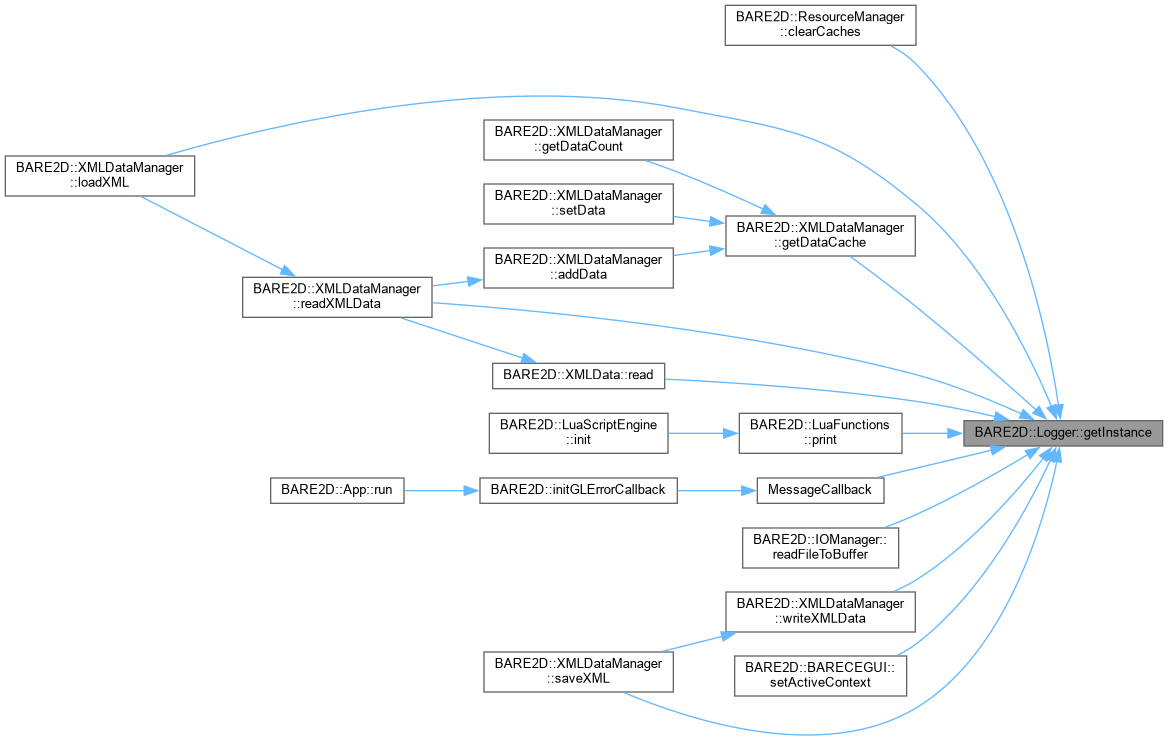 BARE2D::ResourceManager
::clearCaches
BARE2D::XMLDataManager
::getDataCount
BARE2D::XMLDataManager
::loadXML
BARE2D::XMLDataManager
::setData
BARE2D::XMLDataManager
::getDataCache
BARE2D::XMLDataManager
::addData
BARE2D::XMLDataManager
::readXMLData
BARE2D::XMLData::read
BARE2D::LuaScriptEngine
::init
BARE2D::LuaFunctions
::print
BARE2D::Logger::getInstance
BARE2D::App::run
BARE2D::initGLErrorCallback
MessageCallback
BARE2D::IOManager::
readFileToBuffer
BARE2D::XMLDataManager
::writeXMLData
BARE2D::XMLDataManager
::saveXML
BARE2D::BARECEGUI::
setActiveContext